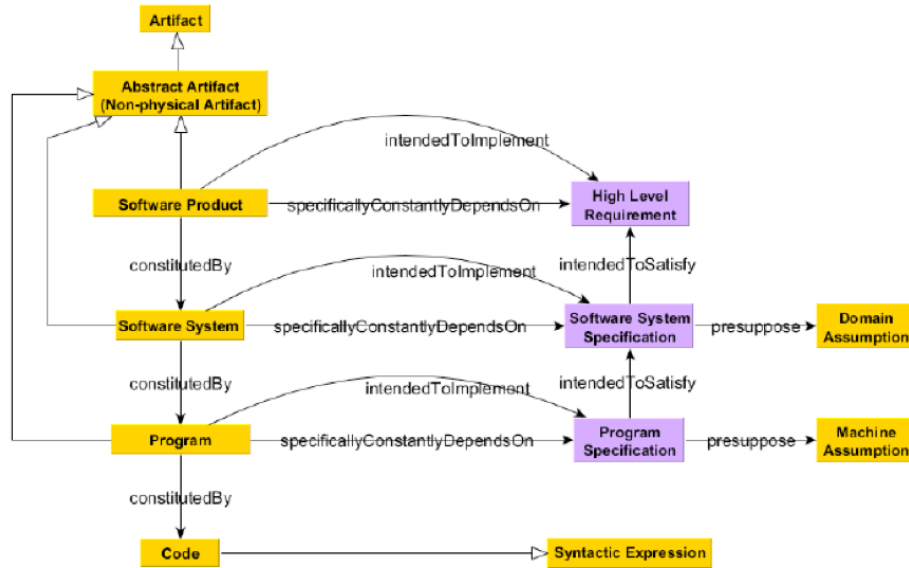 Artifact
Abstract Artifact
(Non-physical Artifact)
intendedToImplement
Software Product
specificallyConstantlyDependsOn
High Level
Requirement
constitutedBy
intendedToImplement
intendedToSatisfy
Software System
specificallyConstantlyDependsOn
Software System
Specification
presuppose
Domain
Assumption
constitutedBy
intendedToImplement
intendedToSatisfy
Program
specificallyConstantlyDependsOn
Program
Specification
presuppose
Machine
Assumption
constitutedBy
Code
Syntactic Expression